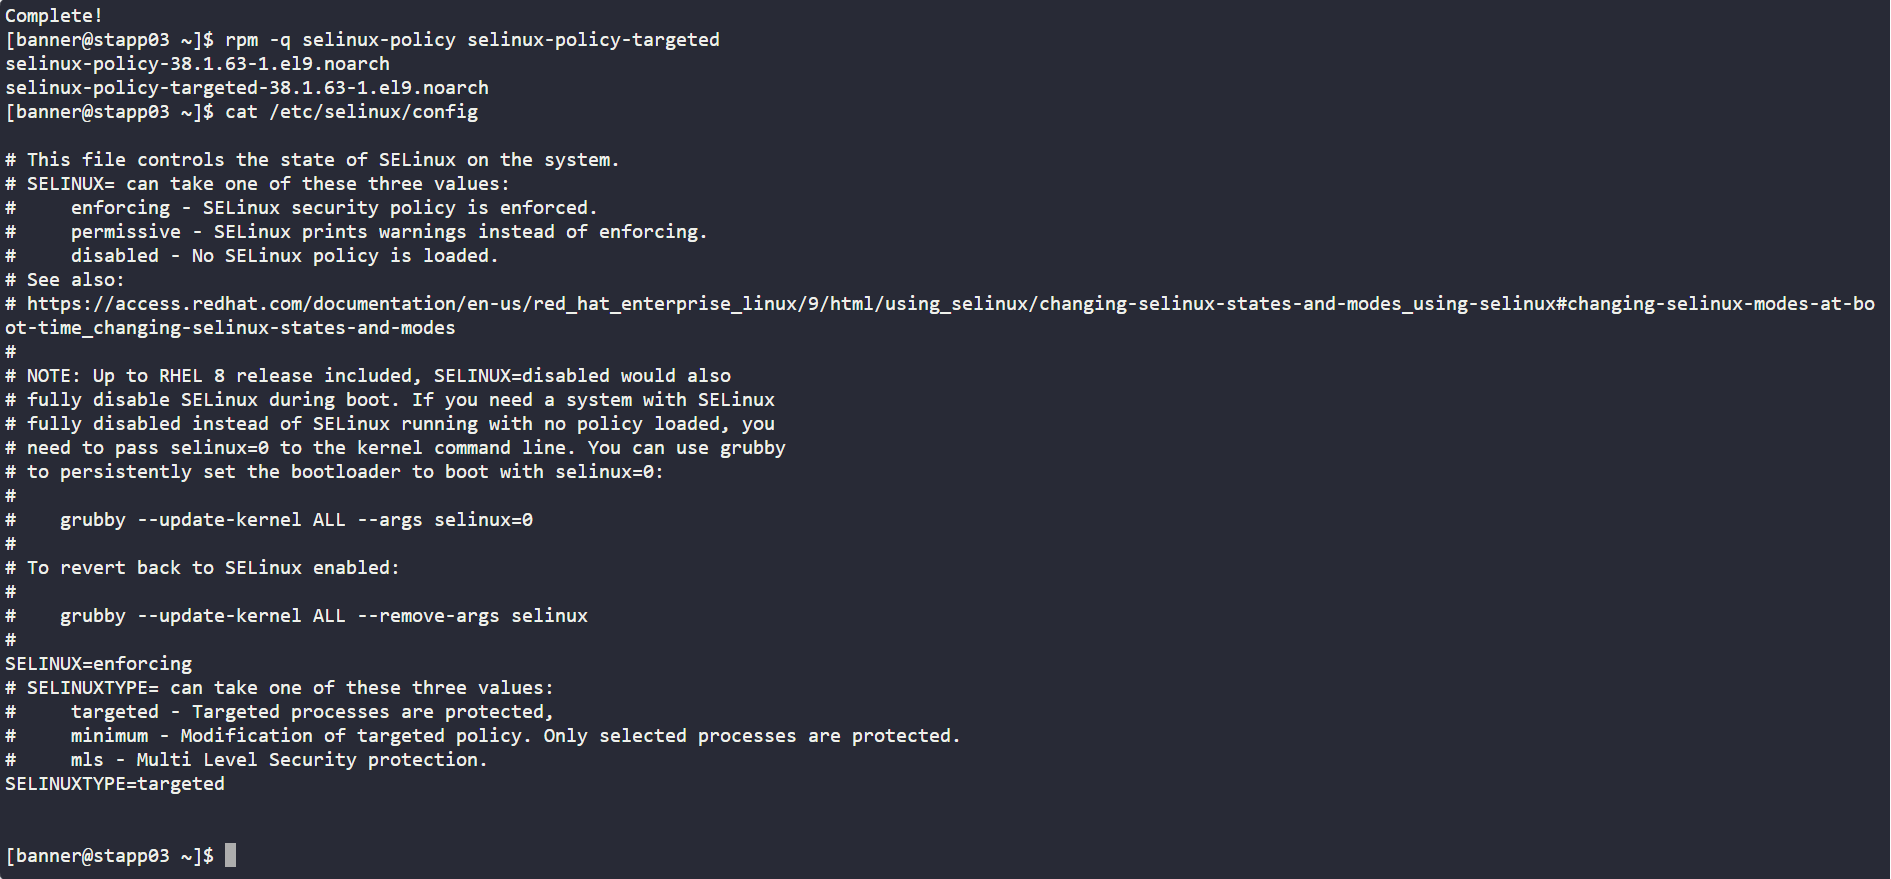 Complete!
[banner@stapp03 ~]$ rpm -q selinux-policy selinux-policy-targeted
selinux-policy-38.1.63-1.el9.noarch
selinux-policy-targeted-38.1.63-1.el9.noarch
[banner@stapp03 ~]$ cat /etc/selinux/config

# This file controls the state of SELinux on the system.
# SELINUX= can take one of these three values:
#     enforcing - SELinux security policy is enforced.
#     permissive - SELinux prints warnings instead of enforcing.
#     disabled - No SELinux policy is loaded.
# See also:
# https://access.redhat.com/documentation/en-us/red_hat_enterprise_linux/9/html/using_selinux/changing-selinux-states-and-modes_using-selinux#changing-selinux-modes-at-bo
ot-time_changing-selinux-states-and-modes
#
# NOTE: Up to RHEL 8 release included, SELINUX=disabled would also
# fully disable SELinux during boot. If you need a system with SELinux
# fully disabled instead of SELinux running with no policy loaded, you
# need to pass selinux=0 to the kernel command line. You can use grubby
# to persistently set the bootloader to boot with selinux=0:
#
#    grubby --update-kernel ALL --args selinux=0
#
# To revert back to SELinux enabled:
#
#    grubby --update-kernel ALL --remove-args selinux
#
SELINUX=enforcing
# SELINUXTYPE= can take one of these three values:
#     targeted - Targeted processes are protected,
#     minimum - Modification of targeted policy. Only selected processes are protected.
#     mls - Multi Level Security protection.
SELINUXTYPE=targeted


[banner@stapp03 ~]$